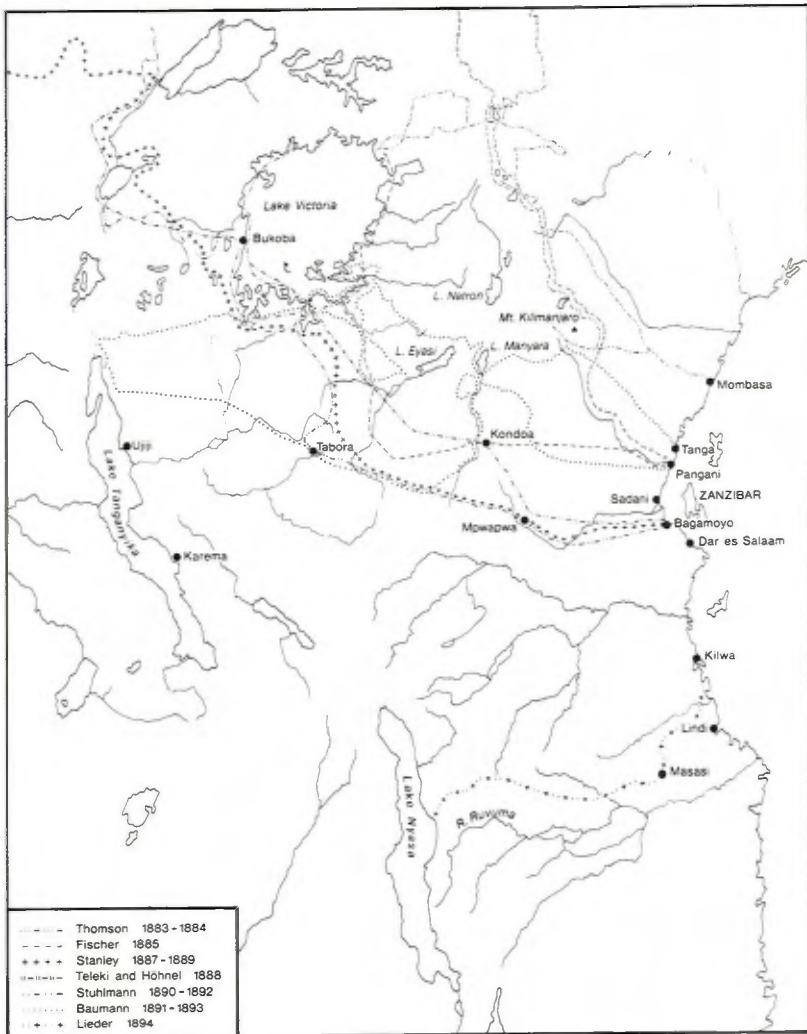 Lake Victoria
Bukoba
L. Natron
Mt. Kilimanjaro
L. Manyara
L. Eyasi
Mombasa
Kondoa
Ujiji
Tabora
Tanga
Pangani
Sadani
ZANZIBAR
Mpwapwa
Bagamoyo
Dar es Salaam
Lake Tanganyika
Karema
Kilwa
Lindi
Masasi
Lake Nyasa
R. Ruvuma
Thomson 1883-1884
Fischer 1885
Stanley 1887-1889
Teleki and Höhnel 1888
Stuhlmann 1890-1892
Baumann 1891-1893
Lieder 1894